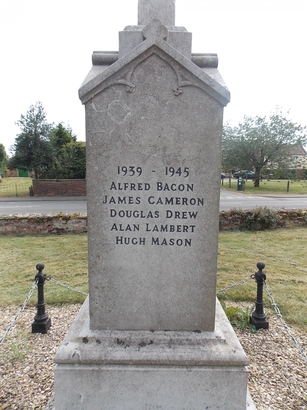 1939 - 1945
ALFRED BACON
JAMES CAMERON
DOUGLAS DREW
ALAN LAMBERT
HUGH MASON